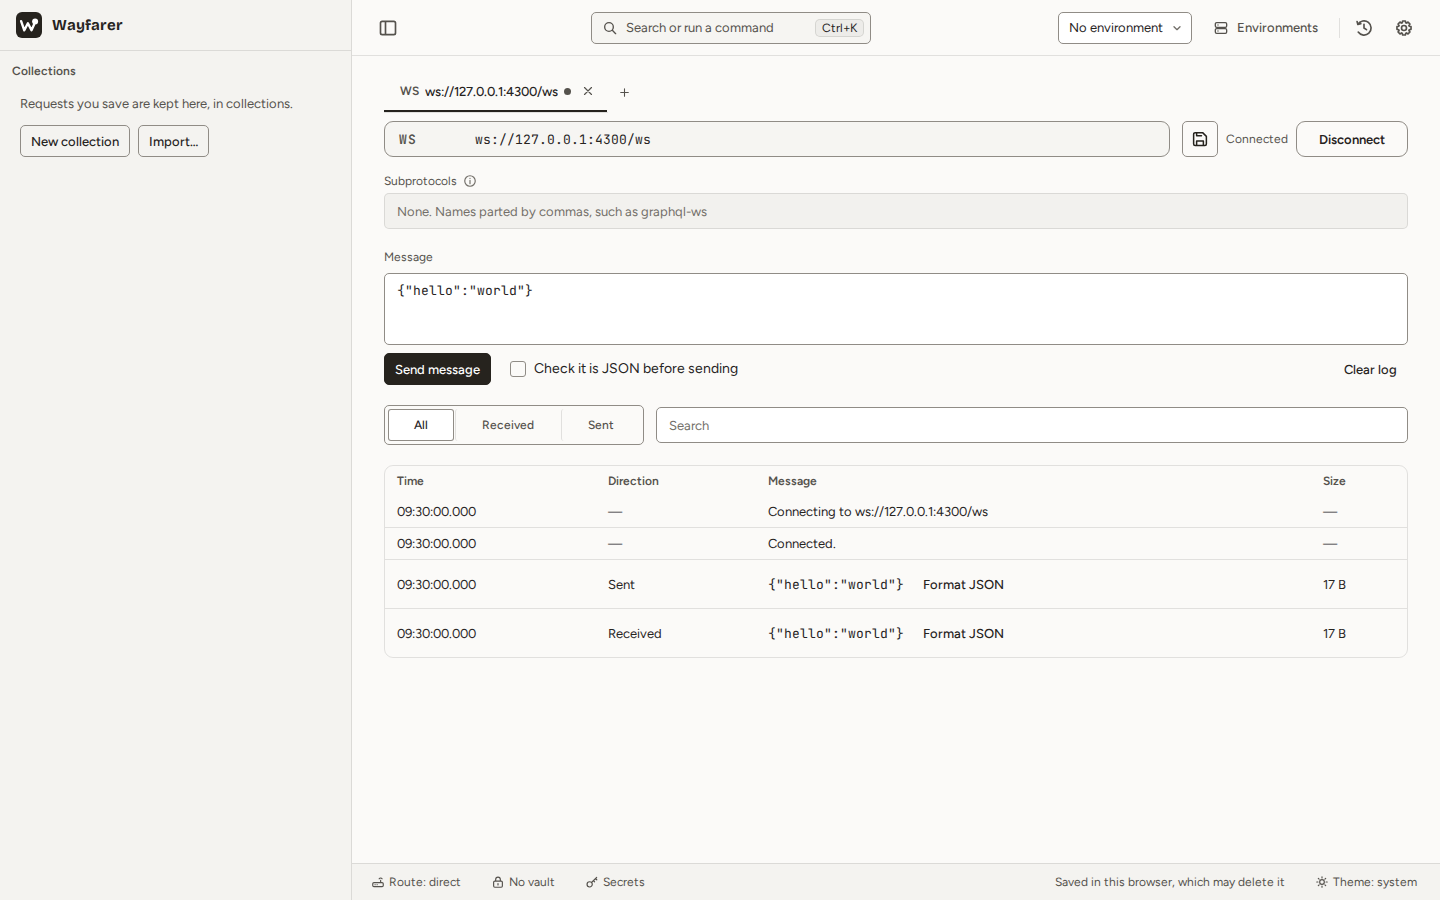 Wayfarer
Collections
Requests you save are kept here, in collections.
New collection
Import...
Search or run a command
Ctrl+K
No environment
Environments
WS ws://127.0.0.1:4300/ws
WS ws://127.0.0.1:4300/ws
Connected
Disconnect
Subprotocols
None. Names parted by commas, such as graphql-ws
Message
{"hello":"world"}
Send message
Check it is JSON before sending
Clear log
All
Received
Sent
Search
Time Direction Message Size
09:30:00.000 — Connecting to ws://127.0.0.1:4300/ws —
09:30:00.000 — Connected. —
09:30:00.000 Sent {"hello":"world"} Format JSON 17 B
09:30:00.000 Received {"hello":"world"} Format JSON 17 B
Route: direct
No vault
Secrets
Saved in this browser, which may delete it
Theme: system